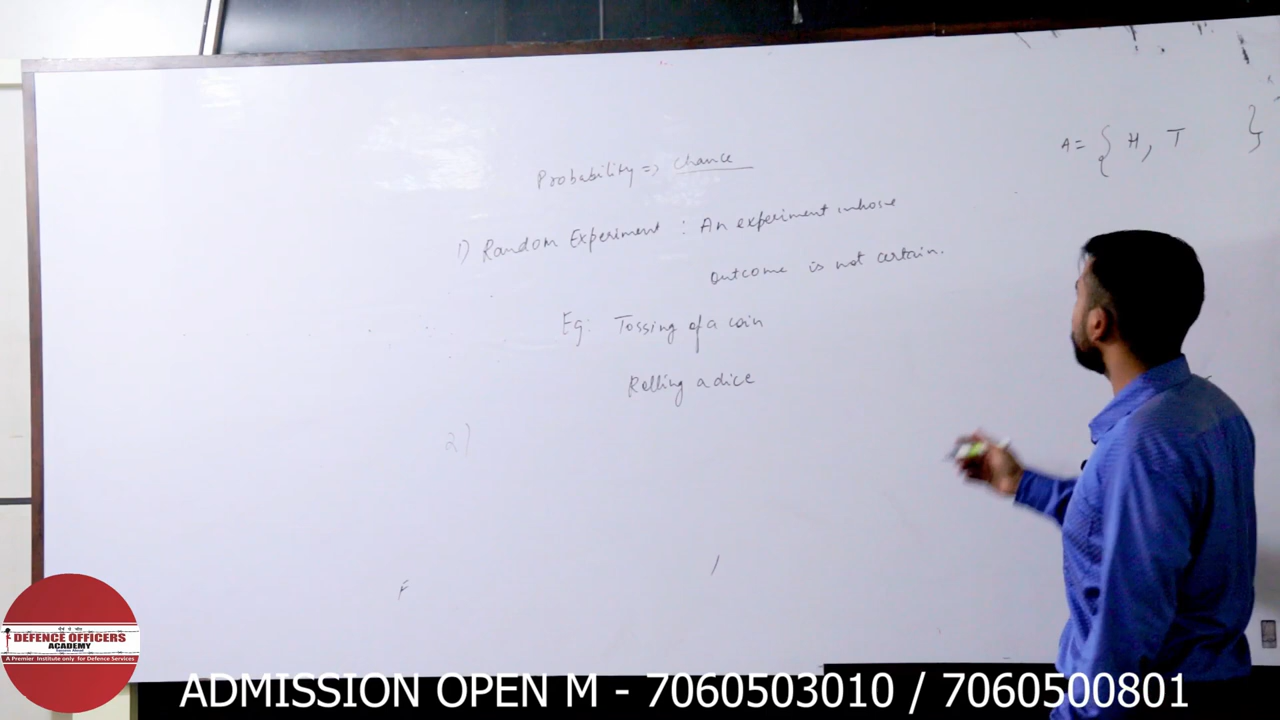 Probability => chance
A = { H, T }
1) Random Experiment : An experiment whose
outcome is not certain.
Eg: Tossing of a coin
Rolling a dice
2)
F
DEFENCE OFFICERS
ACADEMY
A Premier Institute only for Defence Services
ADMISSION OPEN M - 7060503010 / 7060500801